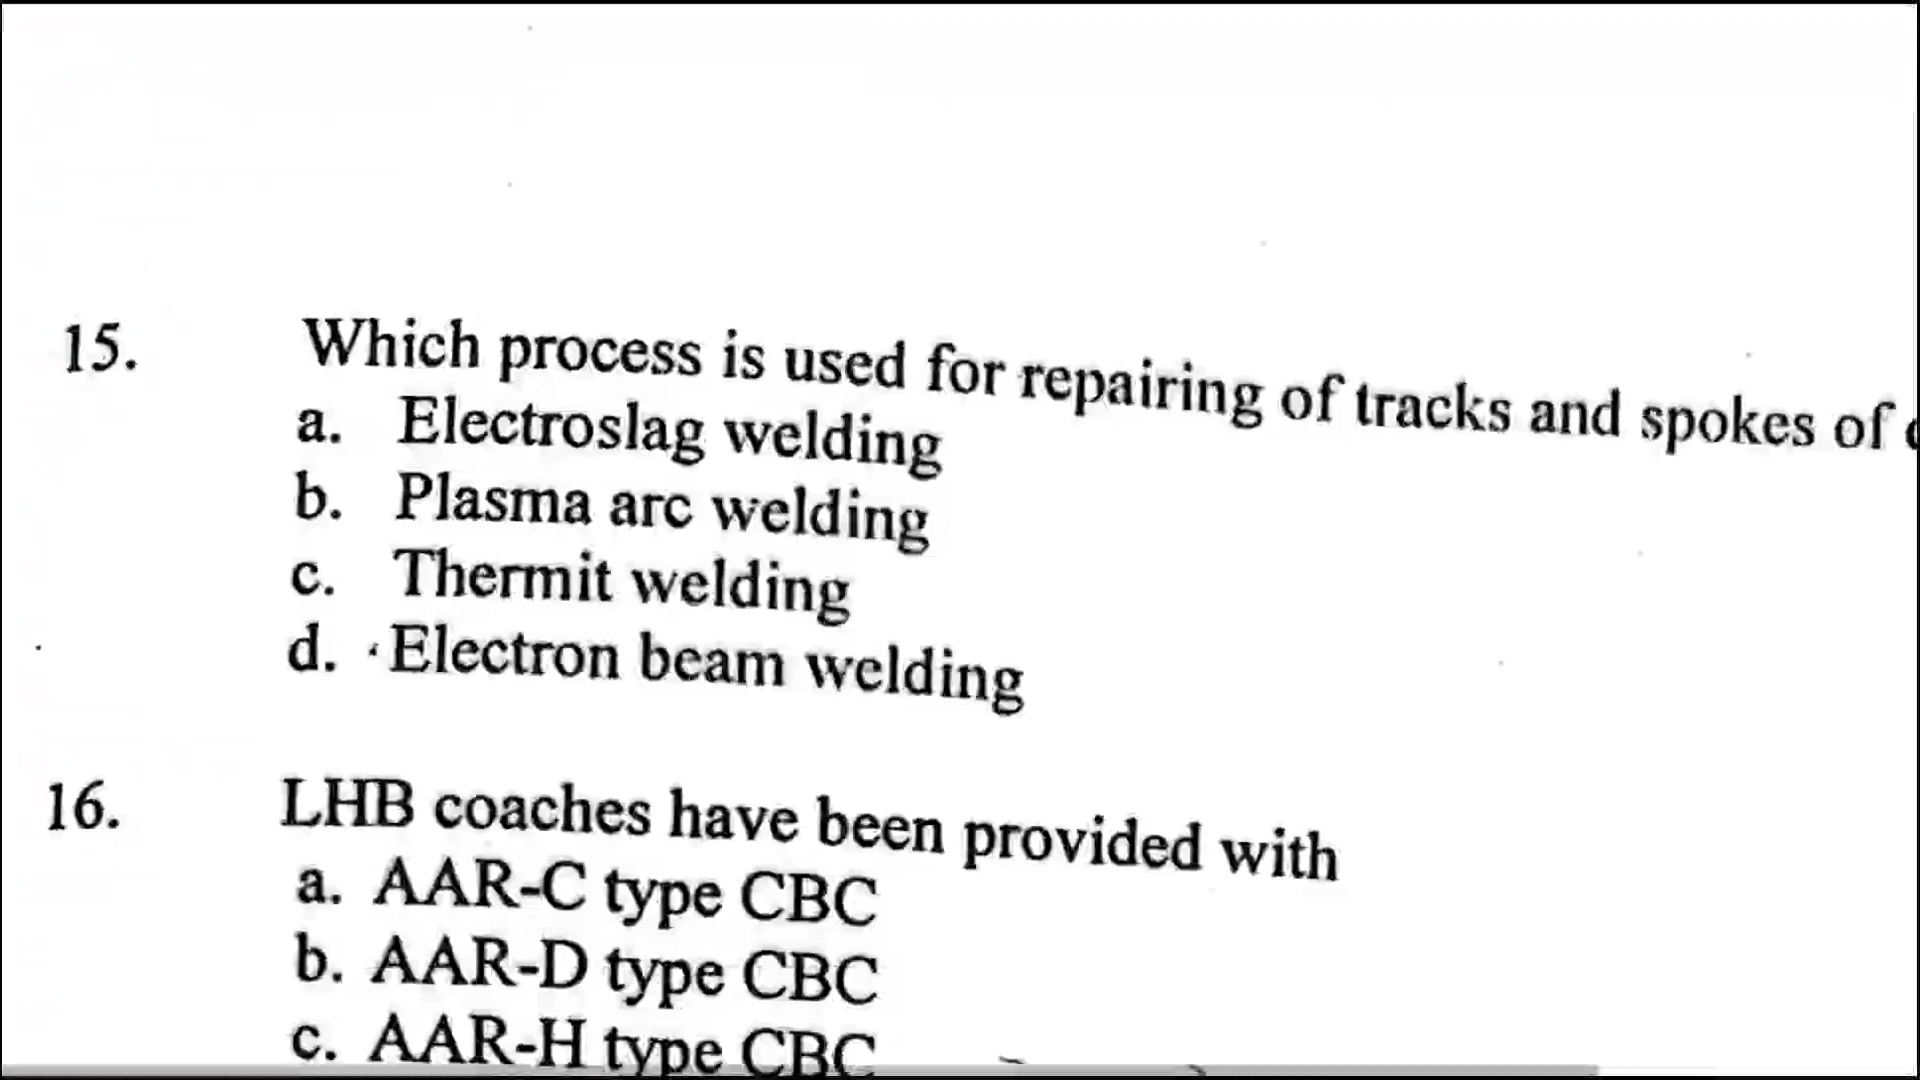 15. Which process is used for repairing of tracks and spokes of
a. Electroslag welding
b. Plasma arc welding
c. Thermit welding
d. Electron beam welding
16. LHB coaches have been provided with
a. AAR-C type CBC
b. AAR-D type CBC
c. AAR-H type CBC